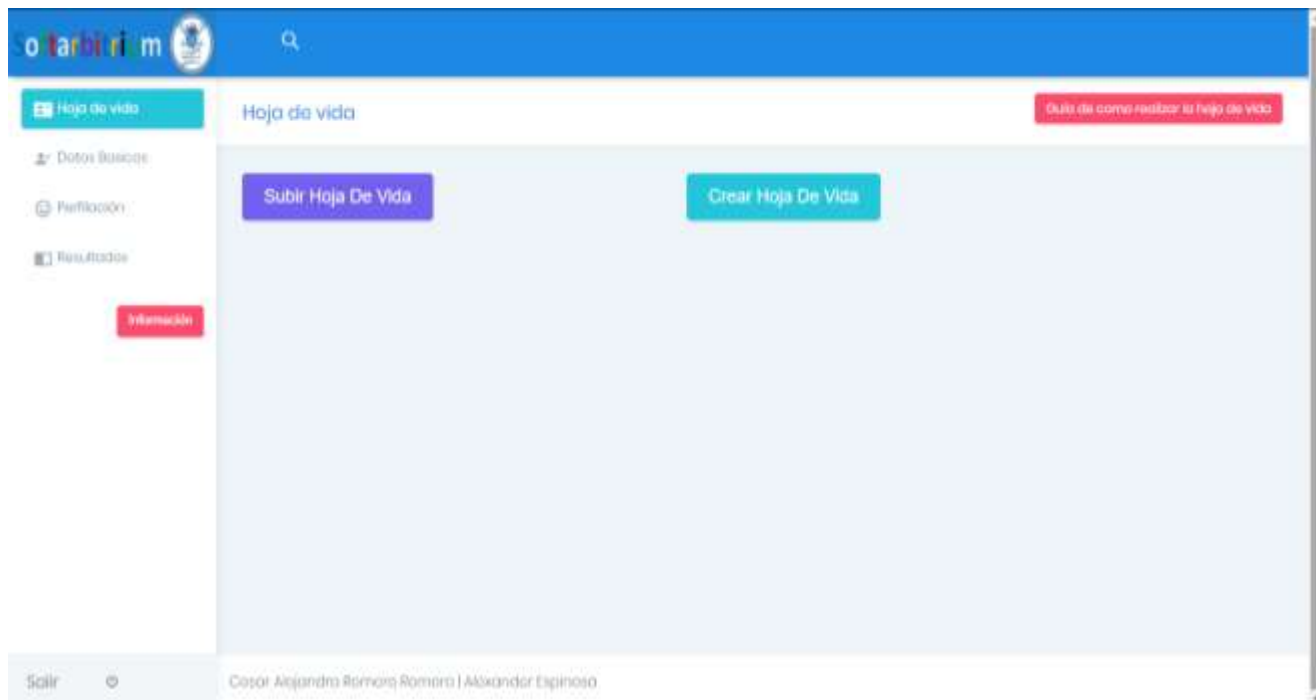 Softarbitrium
Hoja de vida
Datos Basicos
Perfilación
Resultados
Información
Salir
Hoja de vida
Guía de como realizar la hoja de vida
Subir Hoja De Vida
Crear Hoja De Vida
Cesar Alejandro Romero Romero | Alexander Espinosa